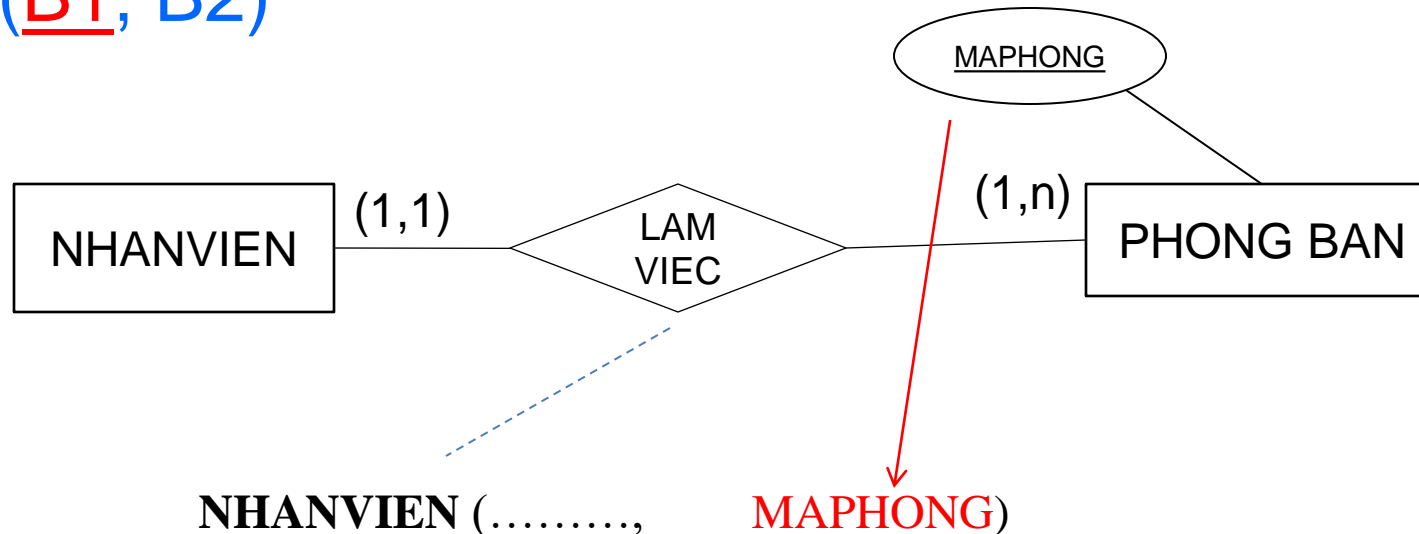 (B1, B2)
MAPHONG
(1,1)
(1,n)
NHANVIEN
LAM
VIEC
PHONG BAN
NHANVIEN (………, MAPHONG)